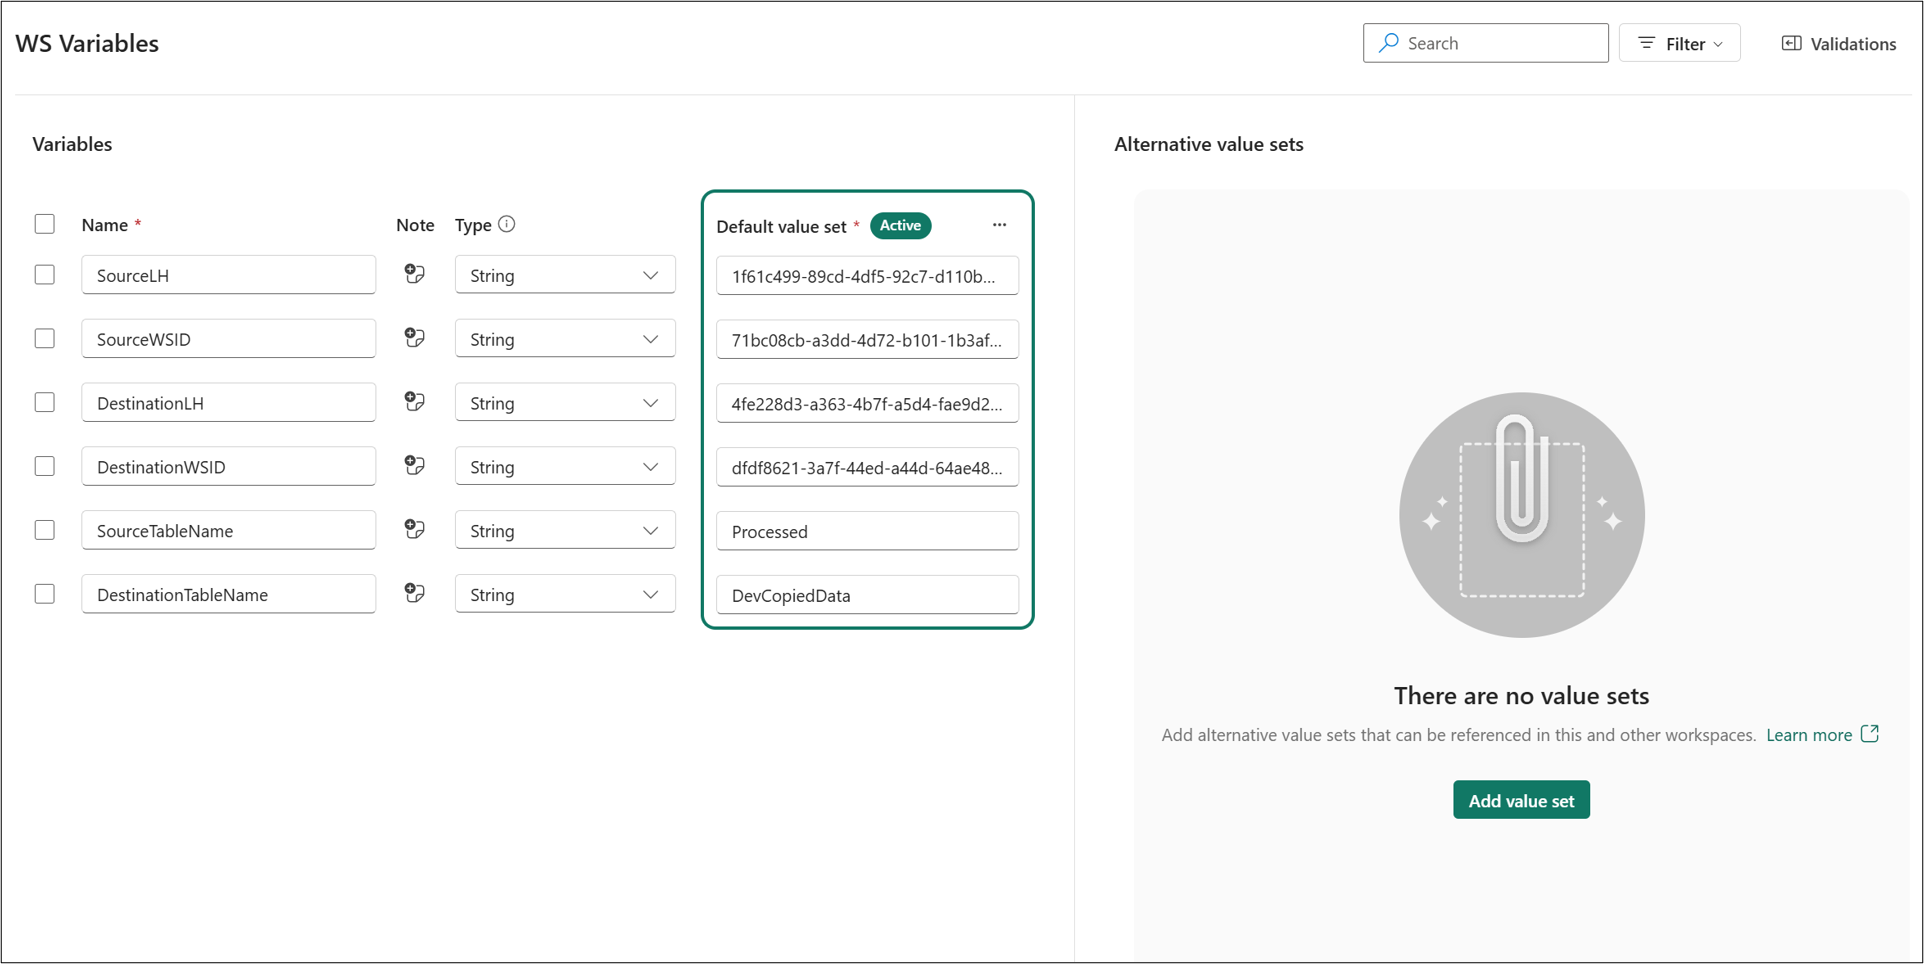 WS Variables
Search
Filter
Validations
Variables
Alternative value sets
Name *
Note
Type
Default value set * Active
SourceLH
String
1f61c499-89cd-4df5-92c7-d110b...
SourceWSID
String
71bc08cb-a3dd-4d72-b101-1b3af...
DestinationLH
String
4fe228d3-a363-4b7f-a5d4-fae9d2...
DestinationWSID
String
dfdf8621-3a7f-44ed-a44d-64ae48...
SourceTableName
String
Processed
DestinationTableName
String
DevCopiedData
There are no value sets
Add alternative value sets that can be referenced in this and other workspaces. Learn more
Add value set